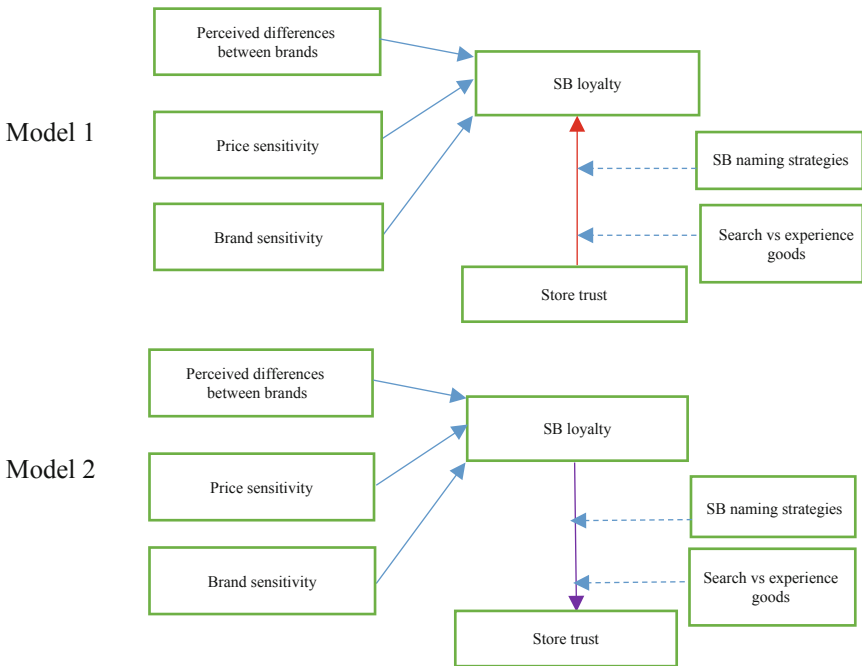 Perceived differences
between brands
SB loyalty
Model 1
Price sensitivity
SB naming strategies
Brand sensitivity
Search vs experience
goods
Store trust
Perceived differences
between brands
SB loyalty
Model 2
Price sensitivity
SB naming strategies
Brand sensitivity
Search vs experience
goods
Store trust